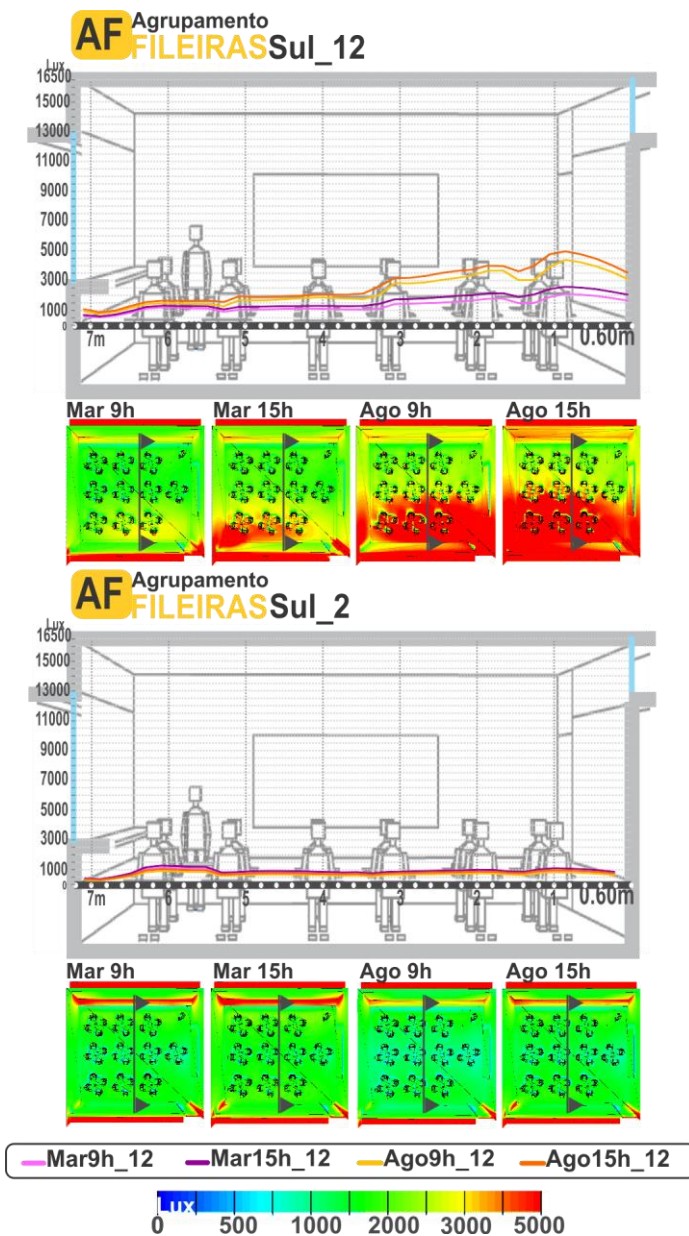 AF Agrupamento
FILEIRASSul_12
Lux
16500
15000
13000
11000
9000
7000
5000
3000
1000
0
7m 6 5 4 3 2 1 0.60m
Mar 9h Mar 15h Ago 9h Ago 15h
AF Agrupamento
FILEIRASSul_2
Lux
16500
15000
13000
11000
9000
7000
5000
3000
1000
0
7m 6 5 4 3 2 1 0.60m
Mar 9h Mar 15h Ago 9h Ago 15h
Mar9h_12 Mar15h_12 Ago9h_12 Ago15h_12
Lux
0 500 1000 2000 3000 5000